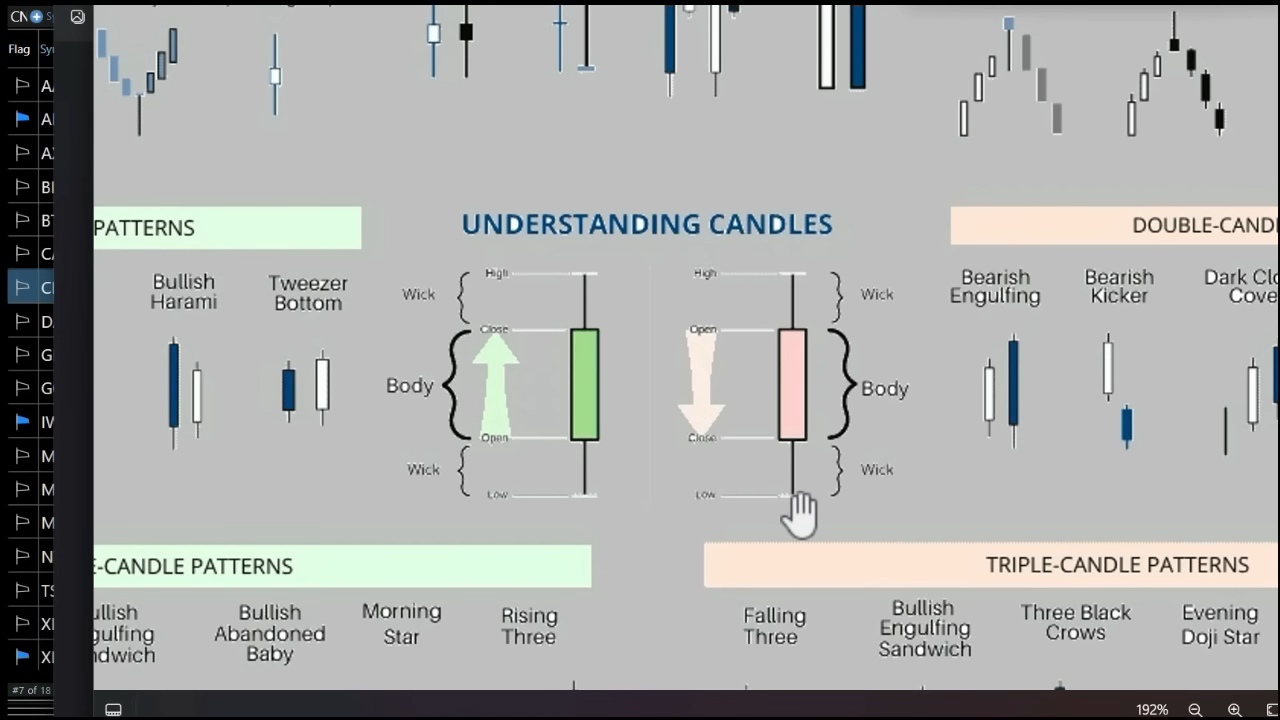 CN
Flag
UNDERSTANDING CANDLES
PATTERNS
DOUBLE-CAND
Bullish
Harami
Tweezer
Bottom
Wick
High
Close
Body
Open
Wick
Low
High
Wick
Open
Body
Close
Wick
Low
Bearish
Engulfing
Bearish
Kicker
Dark Clo
Cove
-CANDLE PATTERNS
TRIPLE-CANDLE PATTERNS
ullish
gulfing
ndwich
Bullish
Abandoned
Baby
Morning
Star
Rising
Three
Falling
Three
Bullish
Engulfing
Sandwich
Three Black
Crows
Evening
Doji Star
#7 of 18
192%